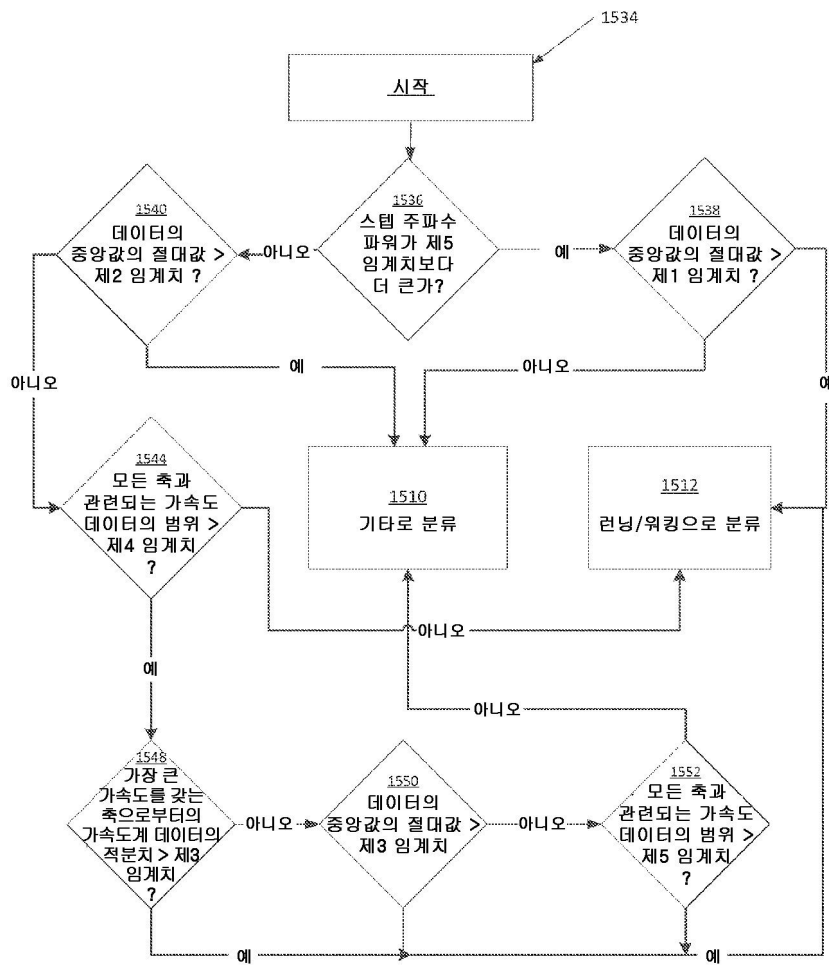 1534
시작
1536
스텝 주파수
파워가 제5
임계치보다
더 큰가?
1540
데이터의
중앙값의 절대값 >
제2 임계치 ?
1538
데이터의
중앙값의 절대값 >
제1 임계치 ?
아니오
예
예
아니오
아니오
예
1544
모든 축과
관련되는 가속도
데이터의 범위 >
제4 임계치
?
1510
기타로 분류
1512
런닝/워킹으로 분류
아니오
예
아니오
1548
가장 큰
가속도를 갖는
축으로부터의
가속도계 데이터의
적분치 > 제3
임계치
?
아니오
1550
데이터의
중앙값의 절대값 >
제3 임계치
아니오
1552
모든 축과
관련되는 가속도
데이터의 범위 >
제5 임계치
?
예
예